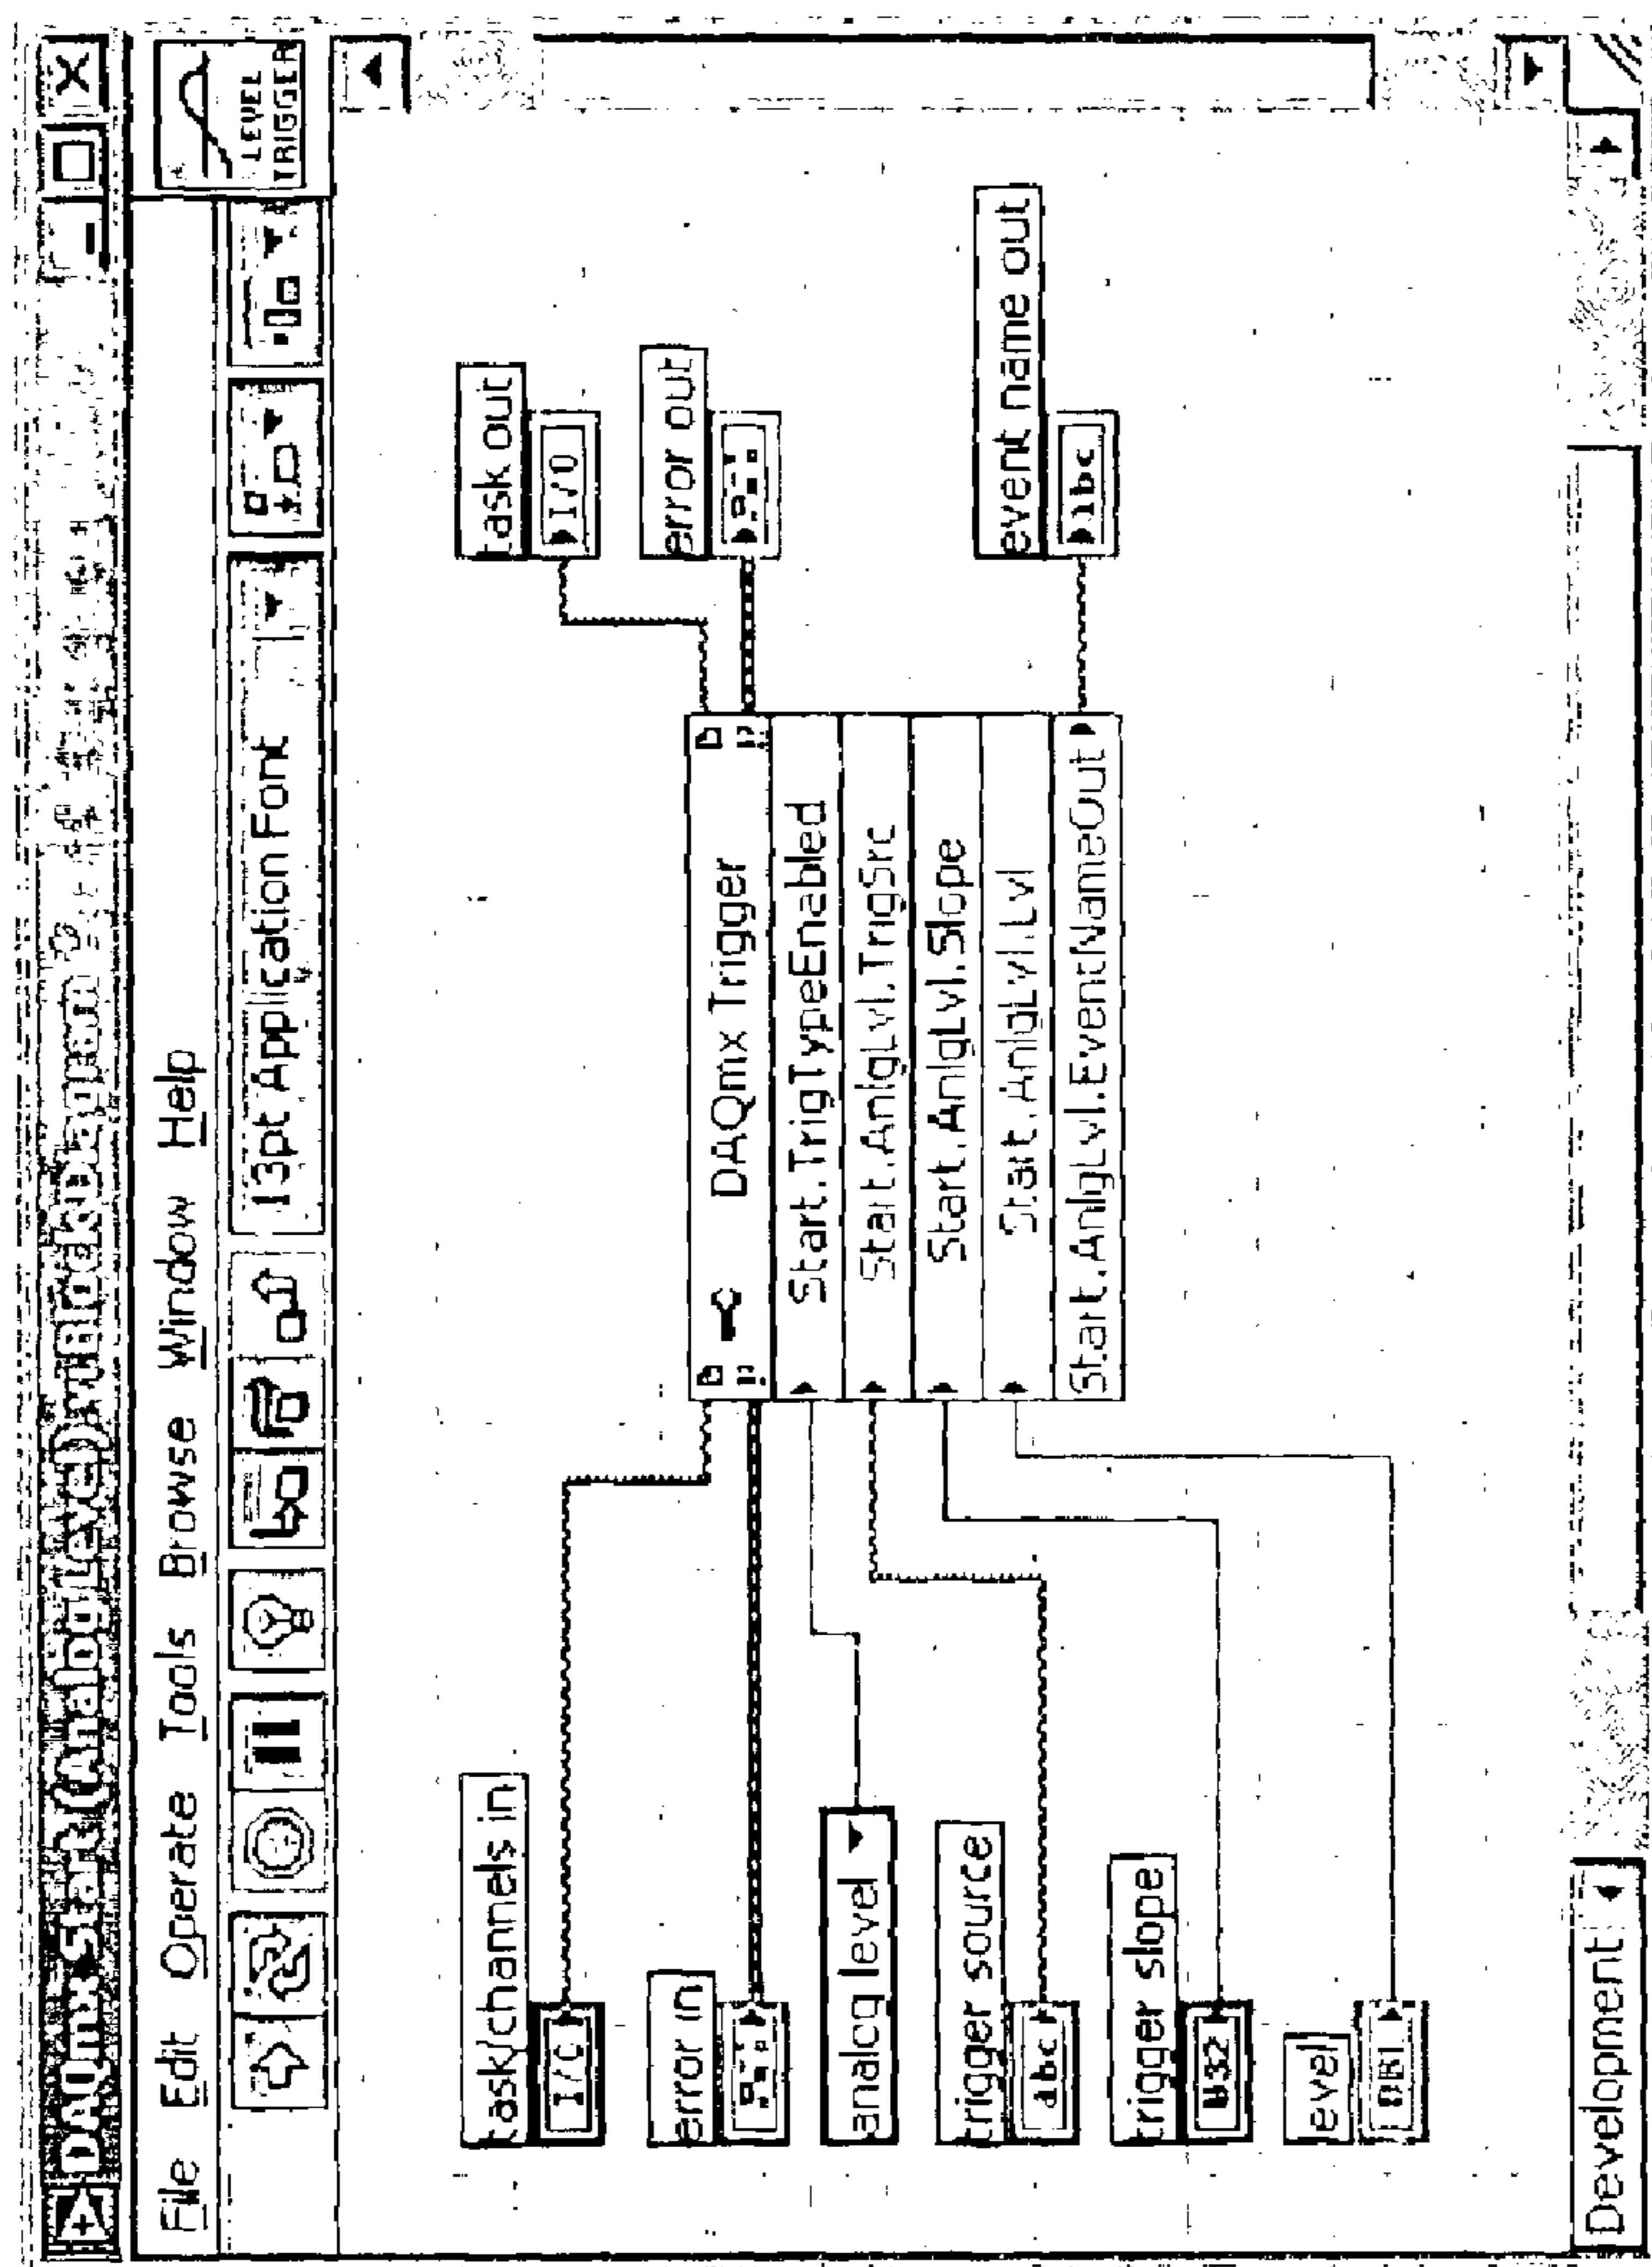 DAQmx Start (Analog Level).vi Block Diagram
File Edit Operate Tools Browse Window Help
13pt Application Font
LEVEL
TRIGGER
task/channels in
I/O
error in
analog level
trigger source
abc
trigger slope
level
DBL
DAQmx Trigger
Start.TrigTypeEnabled
Start.AnlgLvl.TrigSrc
Start.AnlgLvl.Slope
Start.AnlgLvl.Lvl
Start.AnlgLvl.EventNameOut
task out
I/O
error out
event name out
abc
Development